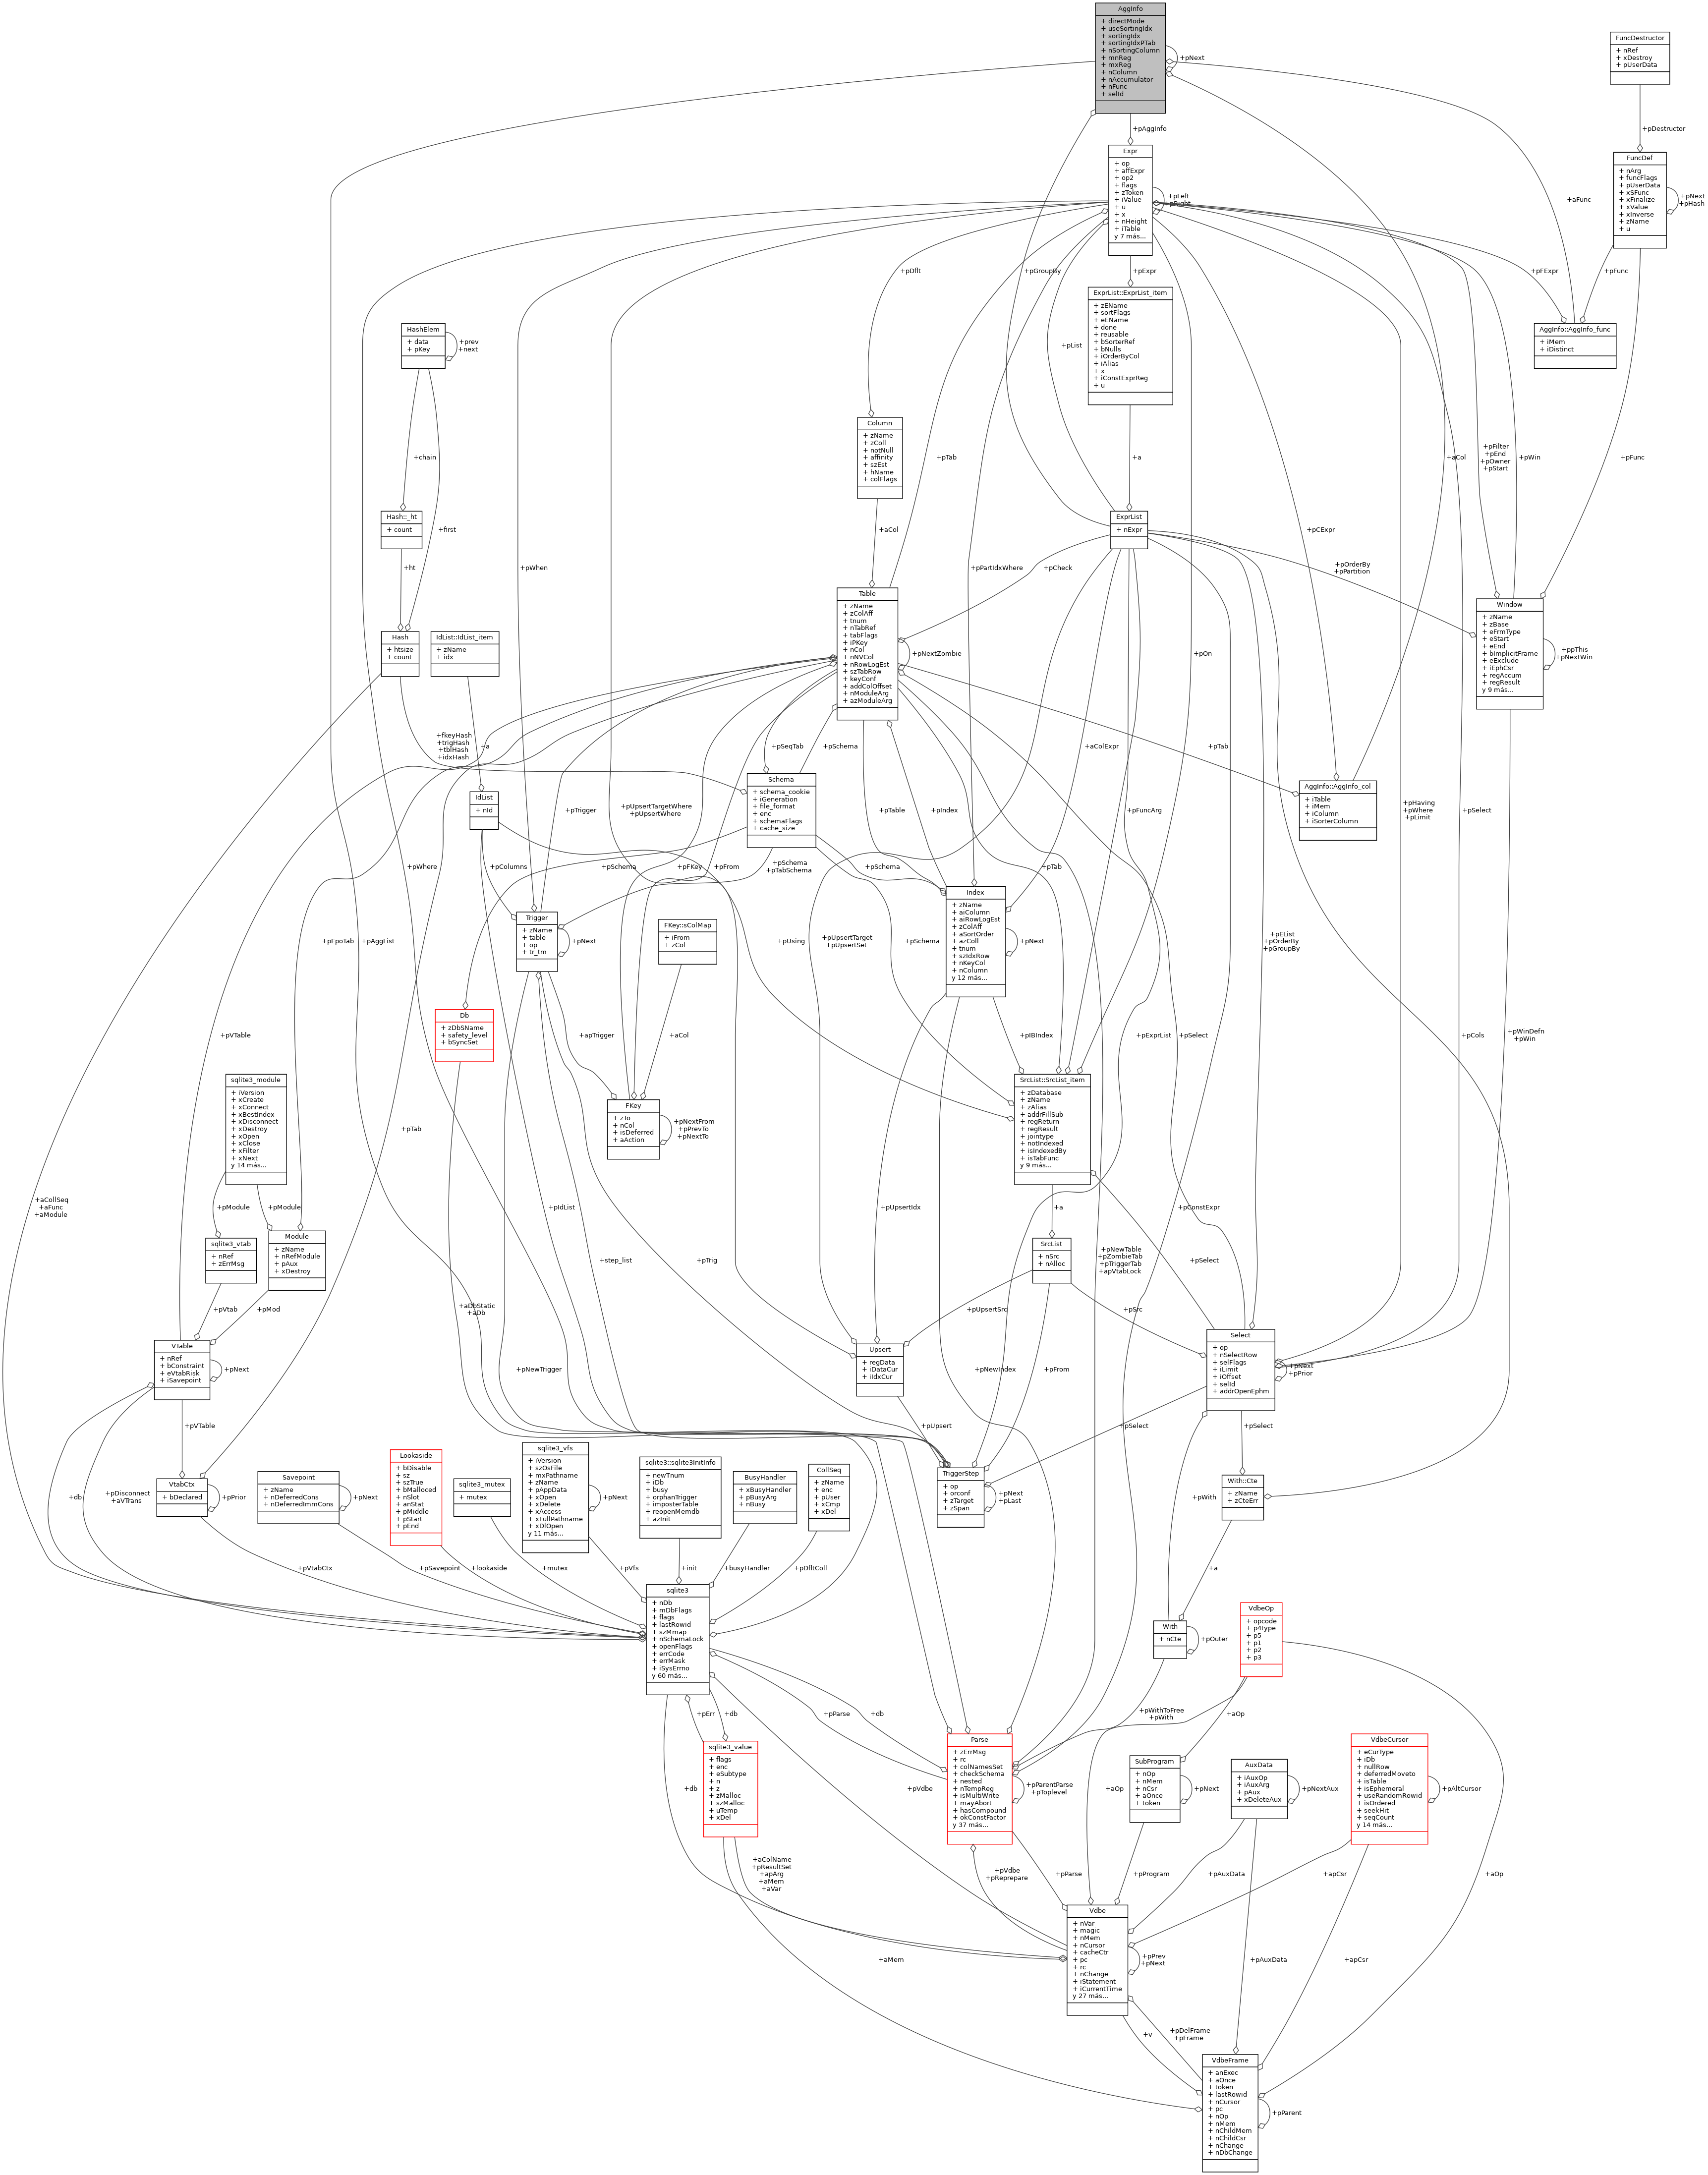 AggInfo
+ directMode
+ useSortingIdx
+ sortingIdx
+ sortingIdxPTab
+ nSortingColumn
+ mnReg
+ mxReg
+ nColumn
+ nAccumulator
+ nFunc
+ selId
+pNext
FuncDestructor
+ nRef
+ xDestroy
+ pUserData
+pAggInfo
+pDestructor
Expr
+ op
+ affExpr
+ op2
+ flags
+ zToken
+ iValue
+ u
+ x
+ nHeight
+ iTable
y 7 más...
+pLeft
+pRight
FuncDef
+ nArg
+ funcFlags
+ pUserData
+ xSFunc
+ xFinalize
+ xValue
+ xInverse
+ zName
+ u
+pNext
+pHash
+aFunc
+pDflt
+pGroupBy
+pExpr
+pFExpr
+pFunc
ExprList::ExprList_item
+ zEName
+ sortFlags
+ eEName
+ done
+ reusable
+ bSorterRef
+ bNulls
+ iOrderByCol
+ iAlias
+ x
+ iConstExprReg
+ u
HashElem
+ data
+ pKey
+prev
+next
+pList
AggInfo::AggInfo_func
+ iMem
+ iDistinct
Column
+ zName
+ zColl
+ notNull
+ affinity
+ szEst
+ hName
+ colFlags
+chain
+pTab
+a
+aCol
+pFilter
+pEnd
+pOwner
+pStart
+pWin
+pFunc
Hash::_ht
+ count
+first
+aCol
ExprList
+ nExpr
+pCExpr
+ht
+pWhen
+pPartIdxWhere
+pCheck
+pOrderBy
+pPartition
Table
+ zName
+ zColAff
+ tnum
+ nTabRef
+ tabFlags
+ iPKey
+ nCol
+ nNVCol
+ nRowLogEst
+ szTabRow
+ keyConf
+ addColOffset
+ nModuleArg
+ azModuleArg
+pNextZombie
Window
+ zName
+ zBase
+ eFrmType
+ eStart
+ eEnd
+ bImplicitFrame
+ eExclude
+ iEphCsr
+ regAccum
+ regResult
y 9 más...
+ppThis
+pNextWin
Hash
+ htsize
+ count
IdList::IdList_item
+ zName
+ idx
+pOn
+fkeyHash
+trigHash
+tblHash
+idxHash
+a
+pSeqTab
+pSchema
+aColExpr
+pTab
IdList
+ nId
Schema
+ schema_cookie
+ iGeneration
+ file_format
+ enc
+ schemaFlags
+ cache_size
AggInfo::AggInfo_col
+ iTable
+ iMem
+ iColumn
+ iSorterColumn
+pTrigger
+pUpsertTargetWhere
+pUpsertWhere
+pTable
+pIndex
+pFuncArg
+pHaving
+pWhere
+pLimit
+pSelect
+pWhere
+pColumns
+pSchema
+pFKey
+pFrom
+pSchema
+pTabSchema
+pSchema
+pTab
Index
+ zName
+ aiColumn
+ aiRowLogEst
+ zColAff
+ aSortOrder
+ azColl
+ tnum
+ szIdxRow
+ nKeyCol
+ nColumn
y 12 más...
+pNext
Trigger
+ zName
+ table
+ op
+ tr_tm
+pNext
FKey::sColMap
+ iFrom
+ zCol
+pEpoTab
+pAggList
+pUsing
+pUpsertTarget
+pUpsertSet
+pSchema
+pEList
+pOrderBy
+pGroupBy
Db
+ zDbSName
+ safety_level
+ bSyncSet
+pVTable
+apTrigger
+aCol
+pIBIndex
+pExprList
+pSelect
+pCols
+pWinDefn
+pWin
sqlite3_module
+ iVersion
+ xCreate
+ xConnect
+ xBestIndex
+ xDisconnect
+ xDestroy
+ xOpen
+ xClose
+ xFilter
+ xNext
y 14 más...
SrcList::SrcList_item
+ zDatabase
+ zName
+ zAlias
+ addrFillSub
+ regReturn
+ regResult
+ jointype
+ notIndexed
+ isIndexedBy
+ isTabFunc
y 9 más...
FKey
+ zTo
+ nCol
+ isDeferred
+ aAction
+pNextFrom
+pPrevTo
+pNextTo
+pTab
+aCollSeq
+aFunc
+aModule
+pModule
+pModule
+pIdList
+pUpsertIdx
+a
+pConstExpr
sqlite3_vtab
+ nRef
+ zErrMsg
Module
+ zName
+ nRefModule
+ pAux
+ xDestroy
+step_list
+pTrig
SrcList
+ nSrc
+ nAlloc
+pNewTable
+pZombieTab
+pTriggerTab
+apVtabLock
+pSelect
+pVtab
+pMod
+aDbStatic
+aDb
+pUpsertSrc
+pSrc
VTable
+ nRef
+ bConstraint
+ eVtabRisk
+ iSavepoint
+pNext
+pNewTrigger
Upsert
+ regData
+ iDataCur
+ iIdxCur
+pNewIndex
+pFrom
Select
+ op
+ nSelectRow
+ selFlags
+ iLimit
+ iOffset
+ selId
+ addrOpenEphm
+pNext
+pPrior
+pVTable
+pUpsert
+pSelect
+pSelect
+db
+pDisconnect
+aVTrans
VtabCtx
+ bDeclared
+pPrior
Savepoint
+ zName
+ nDeferredCons
+ nDeferredImmCons
+pNext
Lookaside
+ bDisable
+ sz
+ szTrue
+ bMalloced
+ nSlot
+ anStat
+ pMiddle
+ pStart
+ pEnd
sqlite3_mutex
+ mutex
sqlite3_vfs
+ iVersion
+ szOsFile
+ mxPathname
+ zName
+ pAppData
+ xOpen
+ xDelete
+ xAccess
+ xFullPathname
+ xDlOpen
y 11 más...
+pNext
sqlite3::sqlite3InitInfo
+ newTnum
+ iDb
+ busy
+ orphanTrigger
+ imposterTable
+ reopenMemdb
+ azInit
BusyHandler
+ xBusyHandler
+ pBusyArg
+ nBusy
CollSeq
+ zName
+ enc
+ pUser
+ xCmp
+ xDel
TriggerStep
+ op
+ orconf
+ zTarget
+ zSpan
+pNext
+pLast
+pWith
With::Cte
+ zName
+ zCteErr
+pVtabCtx
+pSavepoint
+lookaside
+mutex
+pVfs
+init
+busyHandler
+pDfltColl
+a
sqlite3
+ nDb
+ mDbFlags
+ flags
+ lastRowid
+ szMmap
+ nSchemaLock
+ openFlags
+ errCode
+ errMask
+ iSysErrno
y 60 más...
With
+ nCte
+pOuter
VdbeOp
+ opcode
+ p4type
+ p5
+ p1
+ p2
+ p3
+pErr
+db
+pParse
+db
+pWithToFree
+pWith
+aOp
sqlite3_value
+ flags
+ enc
+ eSubtype
+ n
+ z
+ zMalloc
+ szMalloc
+ uTemp
+ xDel
Parse
+ zErrMsg
+ rc
+ colNamesSet
+ checkSchema
+ nested
+ nTempReg
+ isMultiWrite
+ mayAbort
+ hasCompound
+ okConstFactor
y 37 más...
+pParentParse
+pToplevel
+db
+pVdbe
+aOp
SubProgram
+ nOp
+ nMem
+ nCsr
+ aOnce
+ token
+pNext
AuxData
+ iAuxOp
+ iAuxArg
+ pAux
+ xDeleteAux
+pNextAux
VdbeCursor
+ eCurType
+ iDb
+ nullRow
+ deferredMoveto
+ isTable
+ isEphemeral
+ useRandomRowid
+ isOrdered
+ seekHit
+ seqCount
y 14 más...
+pAltCursor
+aColName
+pResultSet
+apArg
+aMem
+aVar
+pVdbe
+pReprepare
+pParse
+pProgram
+pAuxData
+apCsr
+aOp
Vdbe
+ nVar
+ magic
+ nMem
+ nCursor
+ cacheCtr
+ pc
+ rc
+ nChange
+ iStatement
+ iCurrentTime
y 27 más...
+pPrev
+pNext
+aMem
+pAuxData
+apCsr
+v
+pDelFrame
+pFrame
VdbeFrame
+ anExec
+ aOnce
+ token
+ lastRowid
+ nCursor
+ pc
+ nOp
+ nMem
+ nChildMem
+ nChildCsr
+ nChange
+ nDbChange
+pParent